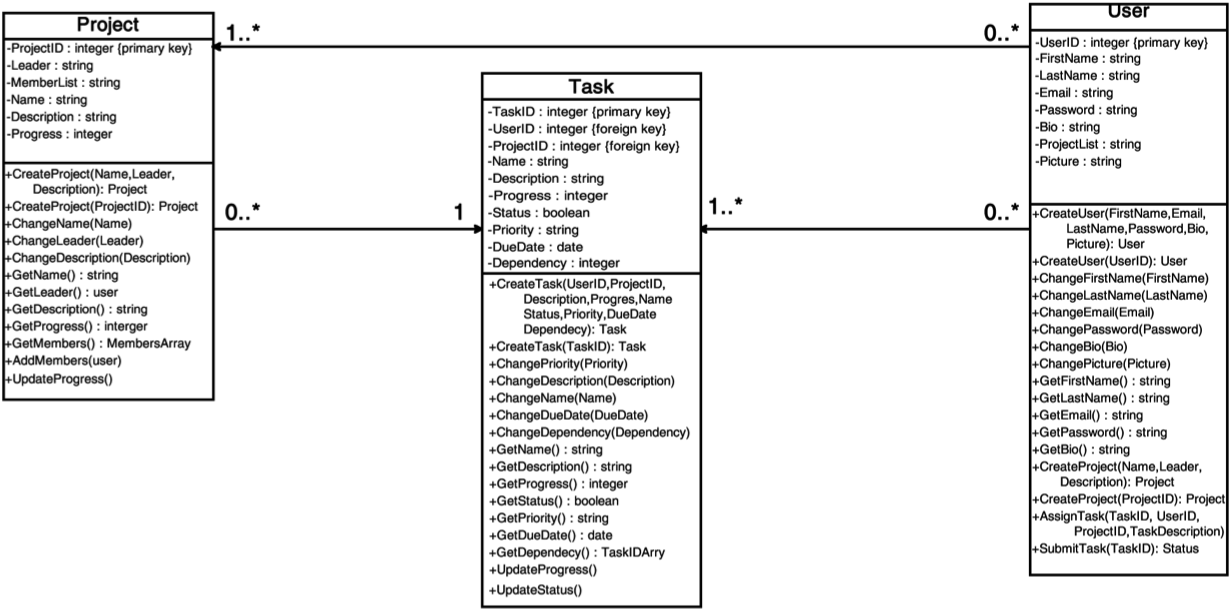 Project
-ProjectID : integer {primary key}
-Leader : string
-MemberList : string
-Name : string
-Description : string
-Progress : integer
+CreateProject(Name,Leader,
Description): Project
+CreateProject(ProjectID): Project
+ChangeName(Name)
+ChangeLeader(Leader)
+ChangeDescription(Description)
+GetName() : string
+GetLeader() : user
+GetDescription() : string
+GetProgress() : interger
+GetMembers() : MembersArray
+AddMembers(user)
+UpdateProgress()
1..*
0..*
0..*
1
Task
-TaskID : integer {primary key}
-UserID : integer {foreign key}
-ProjectID : integer {foreign key}
-Name : string
-Description : string
-Progress : integer
-Status : boolean
-Priority : string
-DueDate : date
-Dependency : integer
+CreateTask(UserID,ProjectID,
Description,Progres,Name
Status,Priority,DueDate
Dependecy): Task
+CreateTask(TaskID): Task
+ChangePriority(Priority)
+ChangeDescription(Description)
+ChangeName(Name)
+ChangeDueDate(DueDate)
+ChangeDependency(Dependency)
+GetName() : string
+GetDescription() : string
+GetProgress() : integer
+GetStatus() : boolean
+GetPriority() : string
+GetDueDate() : date
+GetDependecy() : TaskIDArry
+UpdateProgress()
+UpdateStatus()
1..*
0..*
User
-UserID : integer {primary key}
-FirstName : string
-LastName : string
-Email : string
-Password : string
-Bio : string
-ProjectList : string
-Picture : string
+CreateUser(FirstName,Email,
LastName,Password,Bio,
Picture): User
+CreateUser(UserID): User
+ChangeFirstName(FirstName)
+ChangeLastName(LastName)
+ChangeEmail(Email)
+ChangePassword(Password)
+ChangeBio(Bio)
+ChangePicture(Picture)
+GetFirstName() : string
+GetLastName() : string
+GetEmail() : string
+GetPassword() : string
+GetBio() : string
+CreateProject(Name,Leader,
Description): Project
+CreateProject(ProjectID): Project
+AssignTask(TaskID, UserID,
ProjectID,TaskDescription)
+SubmitTask(TaskID): Status